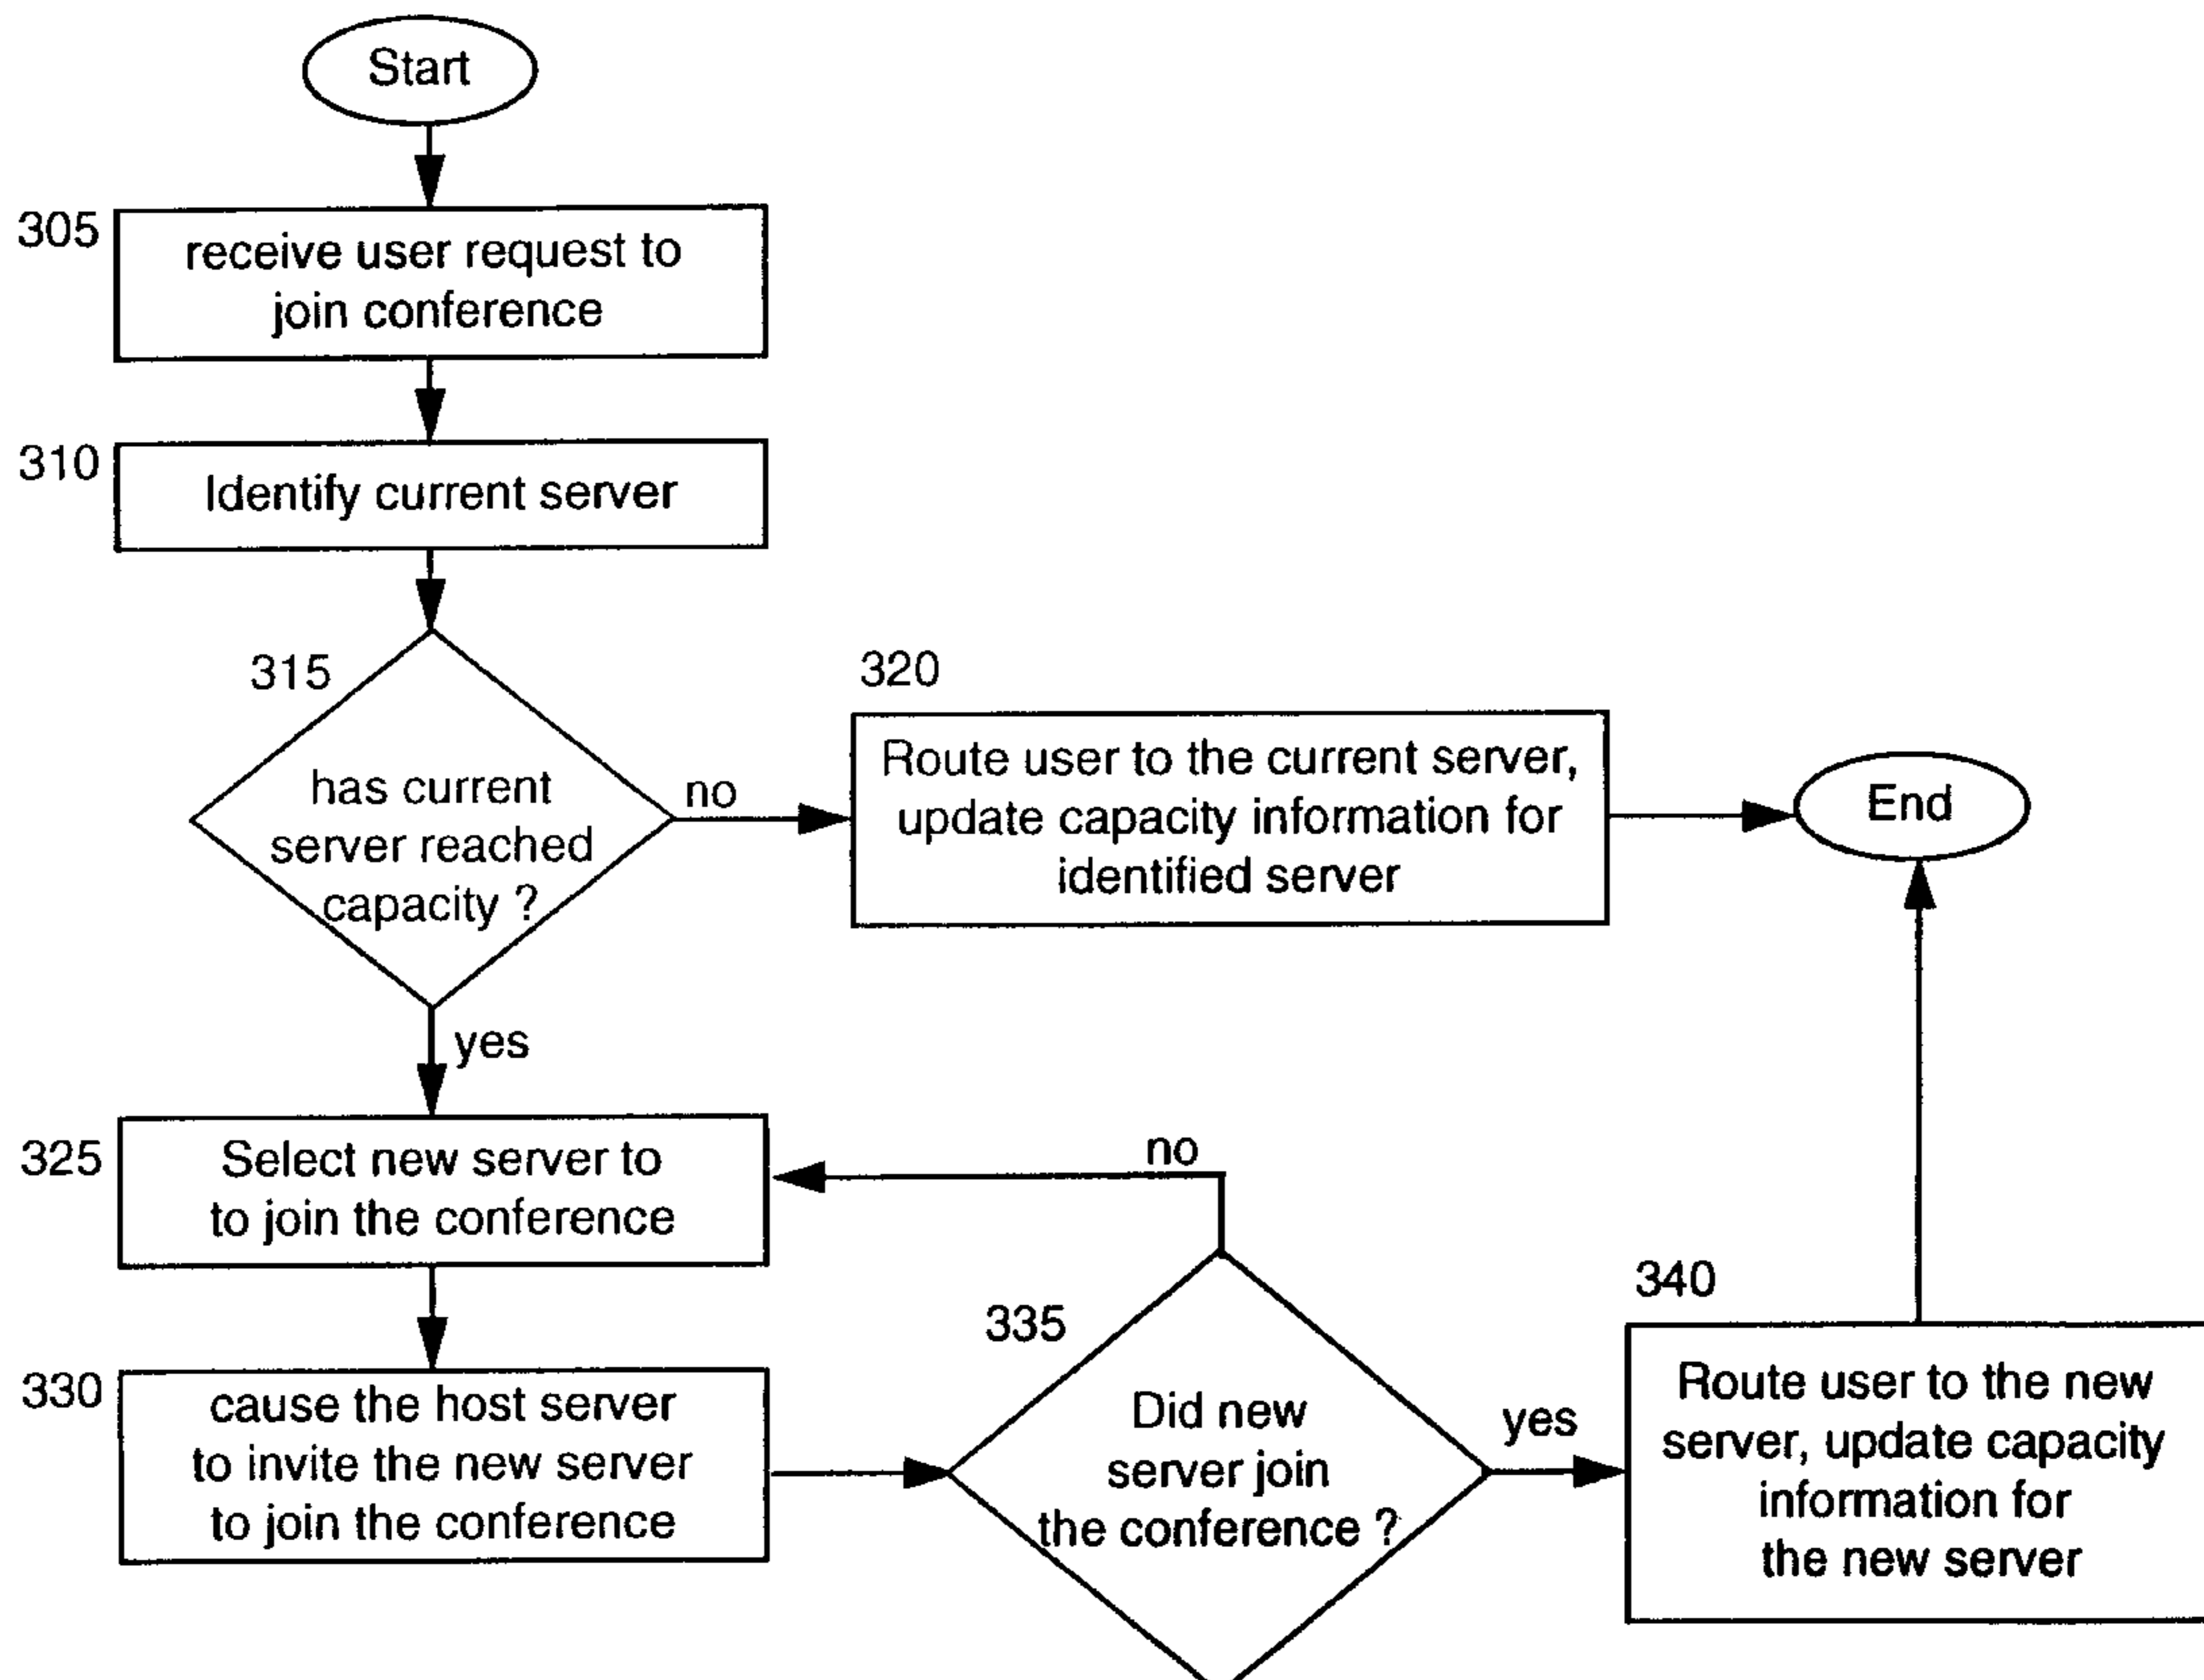 Start
305
receive user request to
join conference
310
Identify current server
315
has current
server reached
capacity ?
no
320
Route user to the current server,
update capacity information for
identified server
End
yes
325
Select new server to
to join the conference
no
330
cause the host server
to invite the new server
to join the conference
335
Did new
server join
the conference ?
yes
340
Route user to the new
server, update capacity
information for
the new server